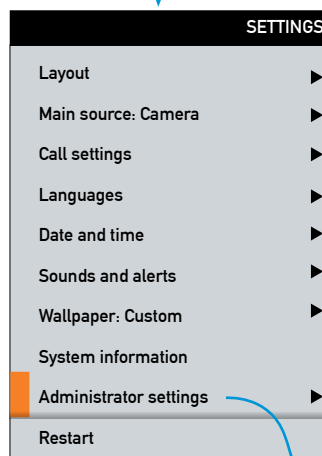 SETTINGS
Layout
Main source: Camera
Call settings
Languages
Date and time
Sounds and alerts
Wallpaper: Custom
System information
Administrator settings
Restart